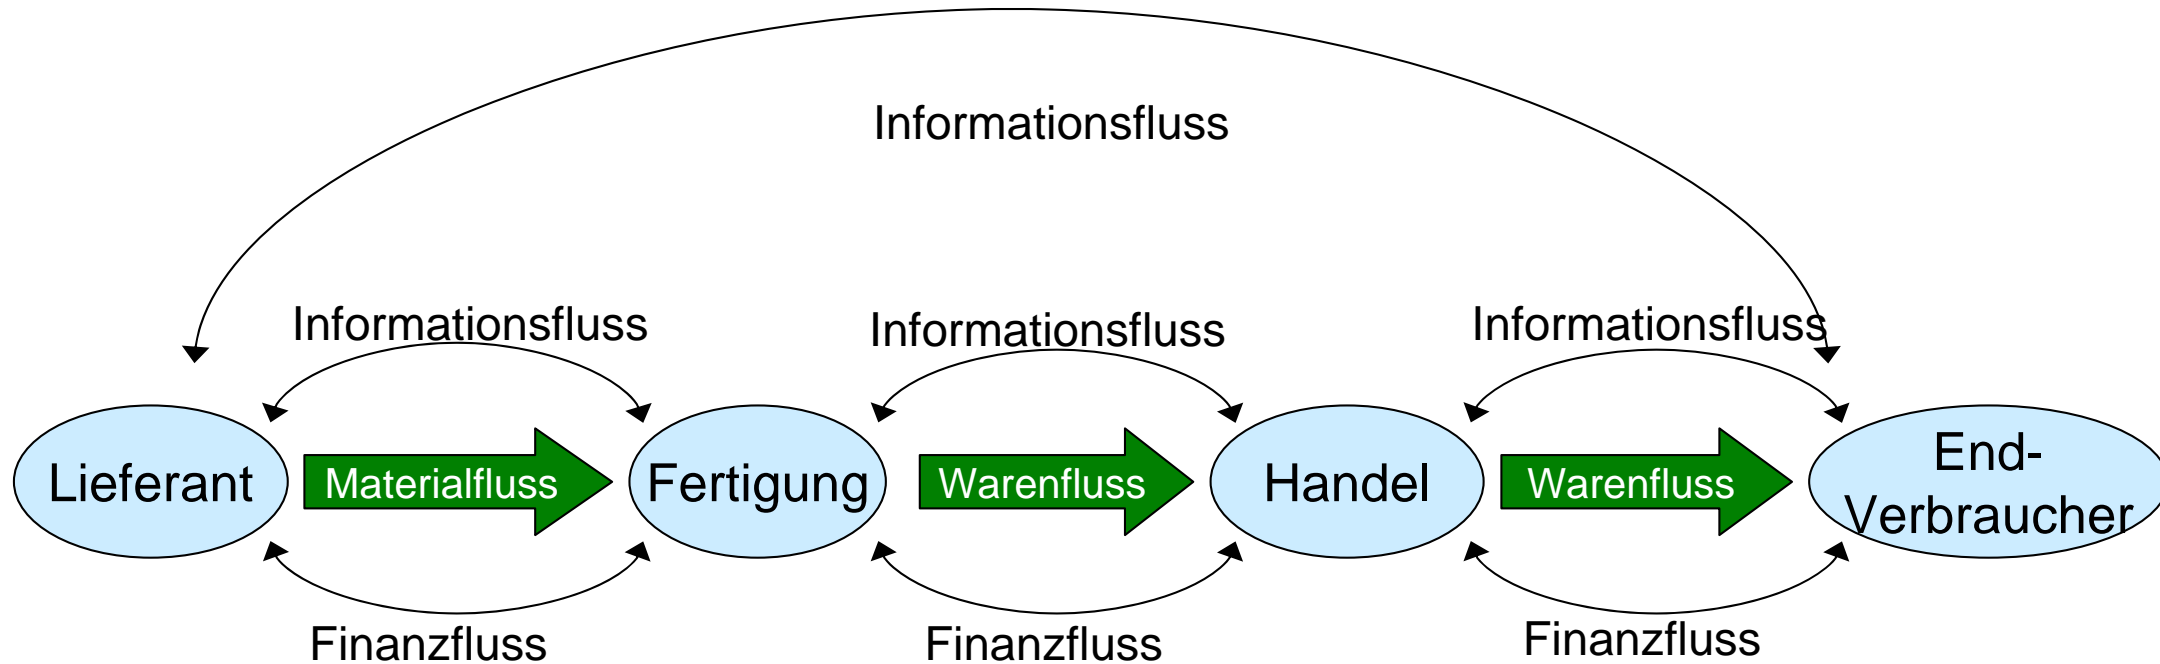 Informationsfluss
Informationsfluss
Informationsfluss
Informationsfluss
Lieferant
Materialfluss
Fertigung
Warenfluss
Handel
Warenfluss
End-
Verbraucher
Finanzfluss
Finanzfluss
Finanzfluss